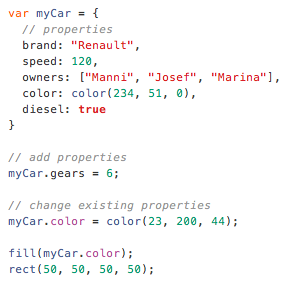 var myCar = {
  // properties
  brand: "Renault",
  speed: 120,
  owners: ["Manni", "Josef", "Marina"],
  color: color(234, 51, 0),
  diesel: true
}

// add properties
myCar.gears = 6;

// change existing properties
myCar.color = color(23, 200, 44);

fill(myCar.color);
rect(50, 50, 50, 50);